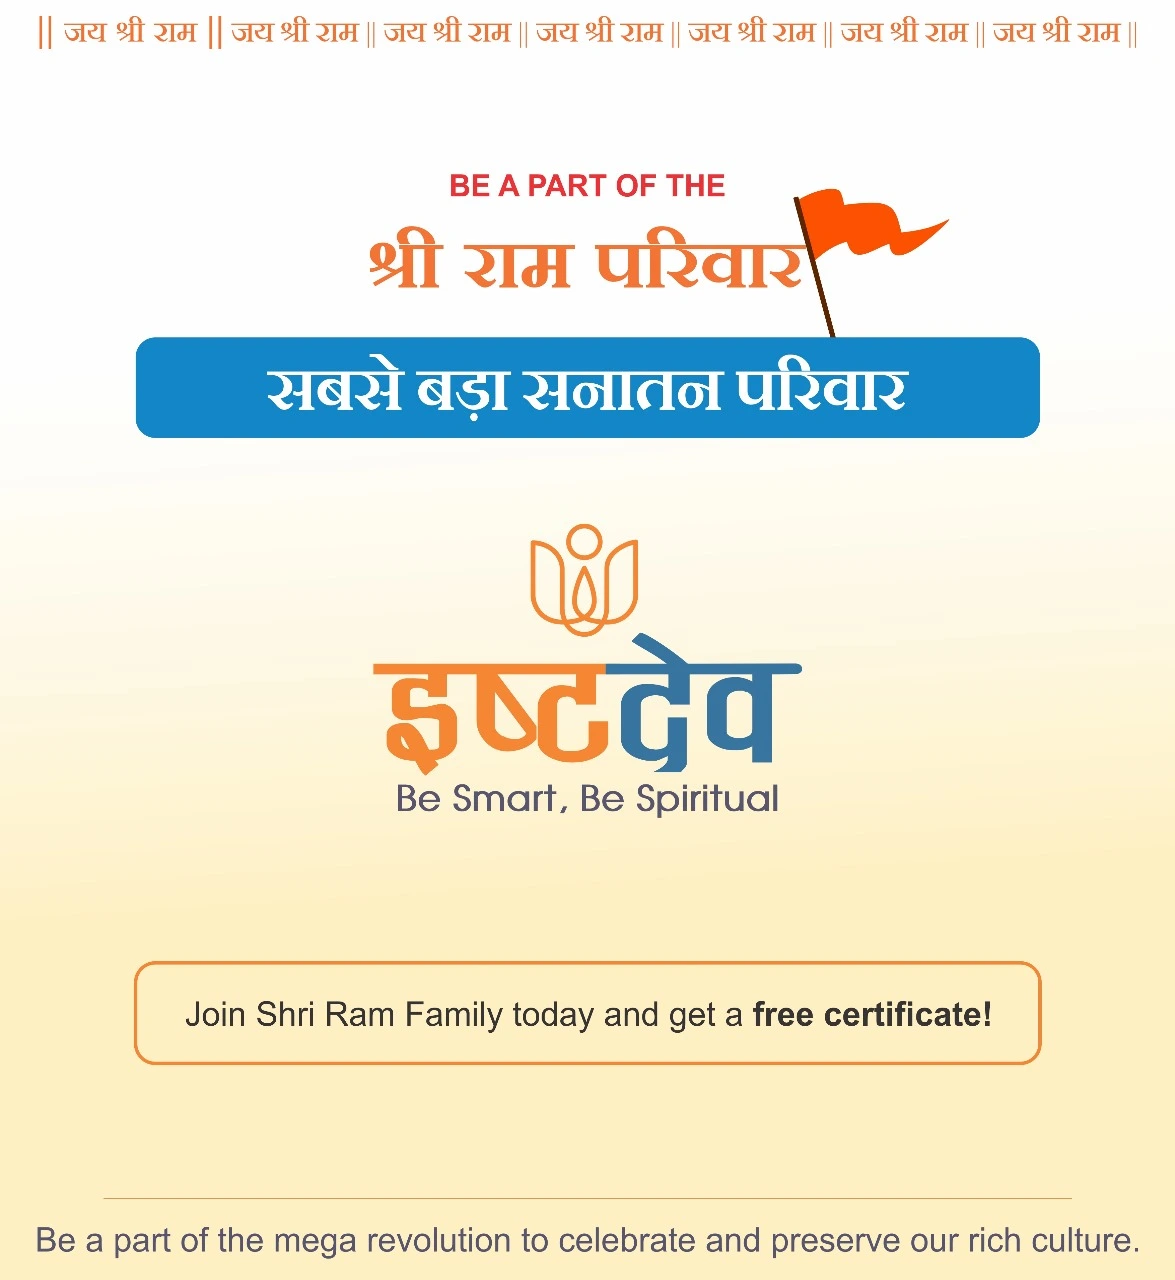 || जय श्री राम || जय श्री राम || जय श्री राम || जय श्री राम || जय श्री राम || जय श्री राम || जय श्री राम ||
BE A PART OF THE
श्री राम परिवार
सबसे बड़ा सनातन परिवार
इष्टदेव
Be Smart, Be Spiritual
Join Shri Ram Family today and get a free certificate!
Be a part of the mega revolution to celebrate and preserve our rich culture.